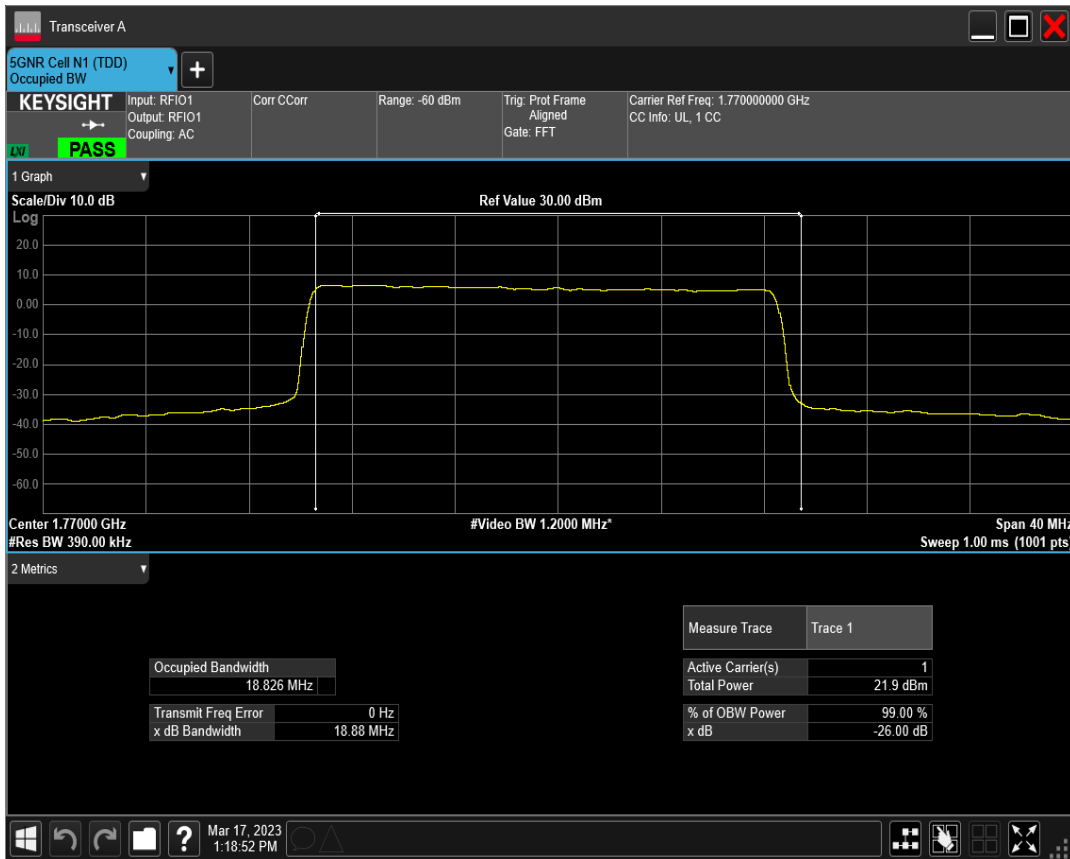 Transceiver A
5GNR Cell N1 (TDD)
Occupied BW
+
KEYSIGHT
LXI
PASS
Input: RFIO1
Output: RFIO1
Coupling: AC
Corr CCorr
Range: -60 dBm
Trig: Prot Frame
Aligned
Gate: FFT
Carrier Ref Freq: 1.770000000 GHz
CC Info: UL, 1 CC
1 Graph
Scale/Div 10.0 dB
Ref Value 30.00 dBm
Log
20.0
10.0
0.00
-10.0
-20.0
-30.0
-40.0
-50.0
-60.0
Center 1.77000 GHz
#Video BW 1.2000 MHz*
Span 40 MHz
#Res BW 390.00 kHz
Sweep 1.00 ms (1001 pts)
2 Metrics
Measure Trace Trace 1
Occupied Bandwidth
18.826 MHz
Active Carrier(s) 1
Total Power 21.9 dBm
Transmit Freq Error 0 Hz
x dB Bandwidth 18.88 MHz
% of OBW Power 99.00 %
x dB -26.00 dB
?
Mar 17, 2023
1:18:52 PM